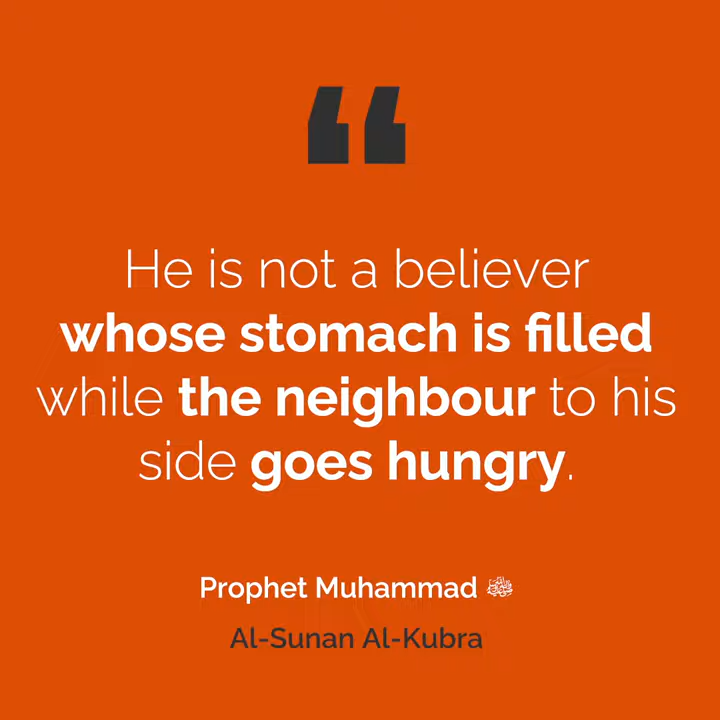 “
He is not a believer
whose stomach is filled
while the neighbour to his
side goes hungry.
Prophet Muhammad ﷺ
Al-Sunan Al-Kubra